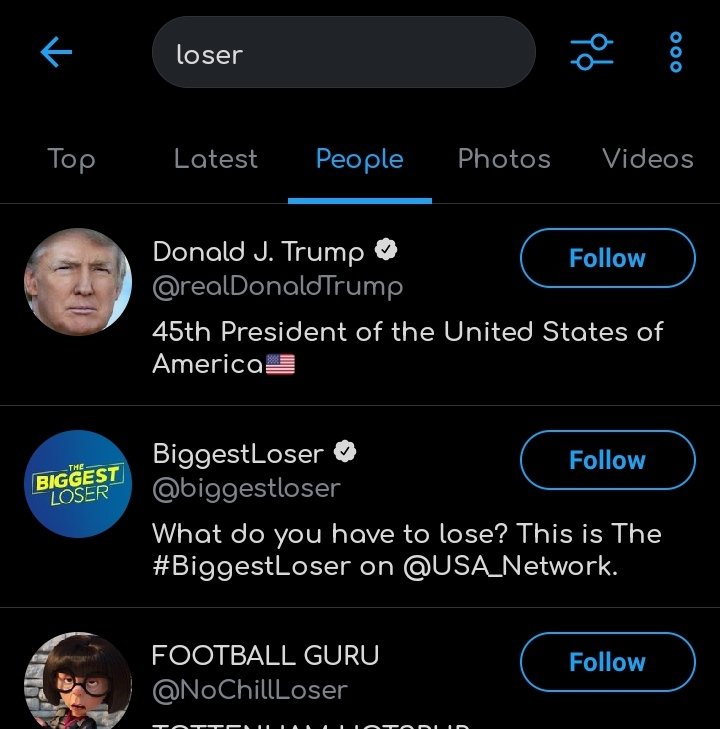 loser
Top Latest People Photos Videos
Donald J. Trump
Follow
@realDonaldTrump
45th President of the United States of
America🇺🇸
THE
BIGGEST
LOSER
BiggestLoser
Follow
@biggestloser
What do you have to lose? This is The
#BiggestLoser on @USA_Network.
FOOTBALL GURU
Follow
@NoChillLoser
TOTTENHAM HOTSPUR